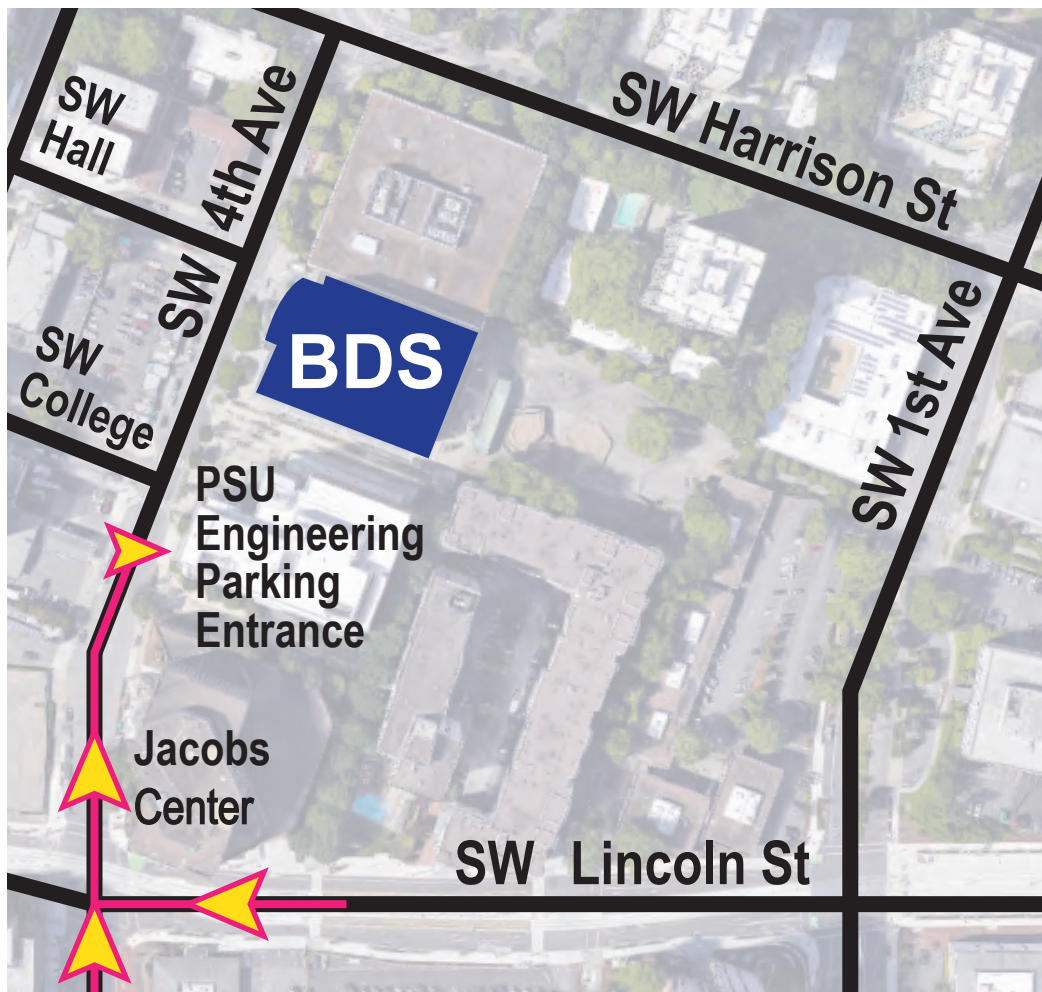 SW
Hall
SW 4th Ave
SW Harrison St
SW
College
BDS
SW 1st Ave
PSU
Engineering
Parking
Entrance
Jacobs
Center
SW Lincoln St